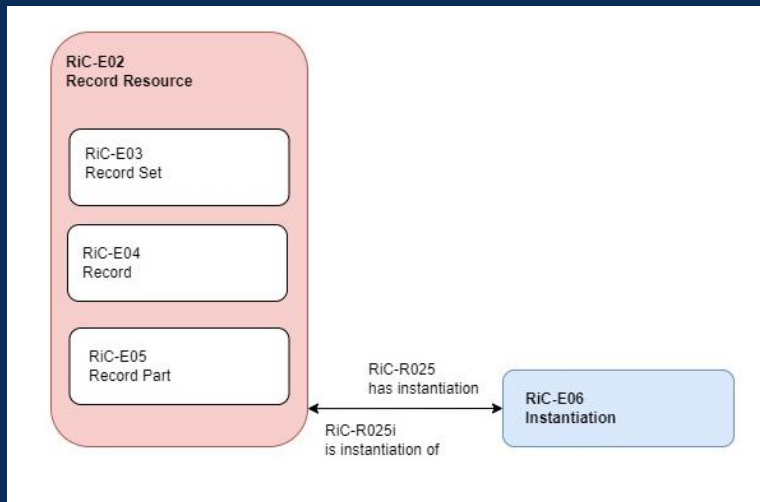 RiC-E02
Record Resource
RiC-E03
Record Set
RiC-E04
Record
RiC-E05
Record Part
RiC-R025
has instantiation
RiC-R025i
is instantiation of
RiC-E06
Instantiation